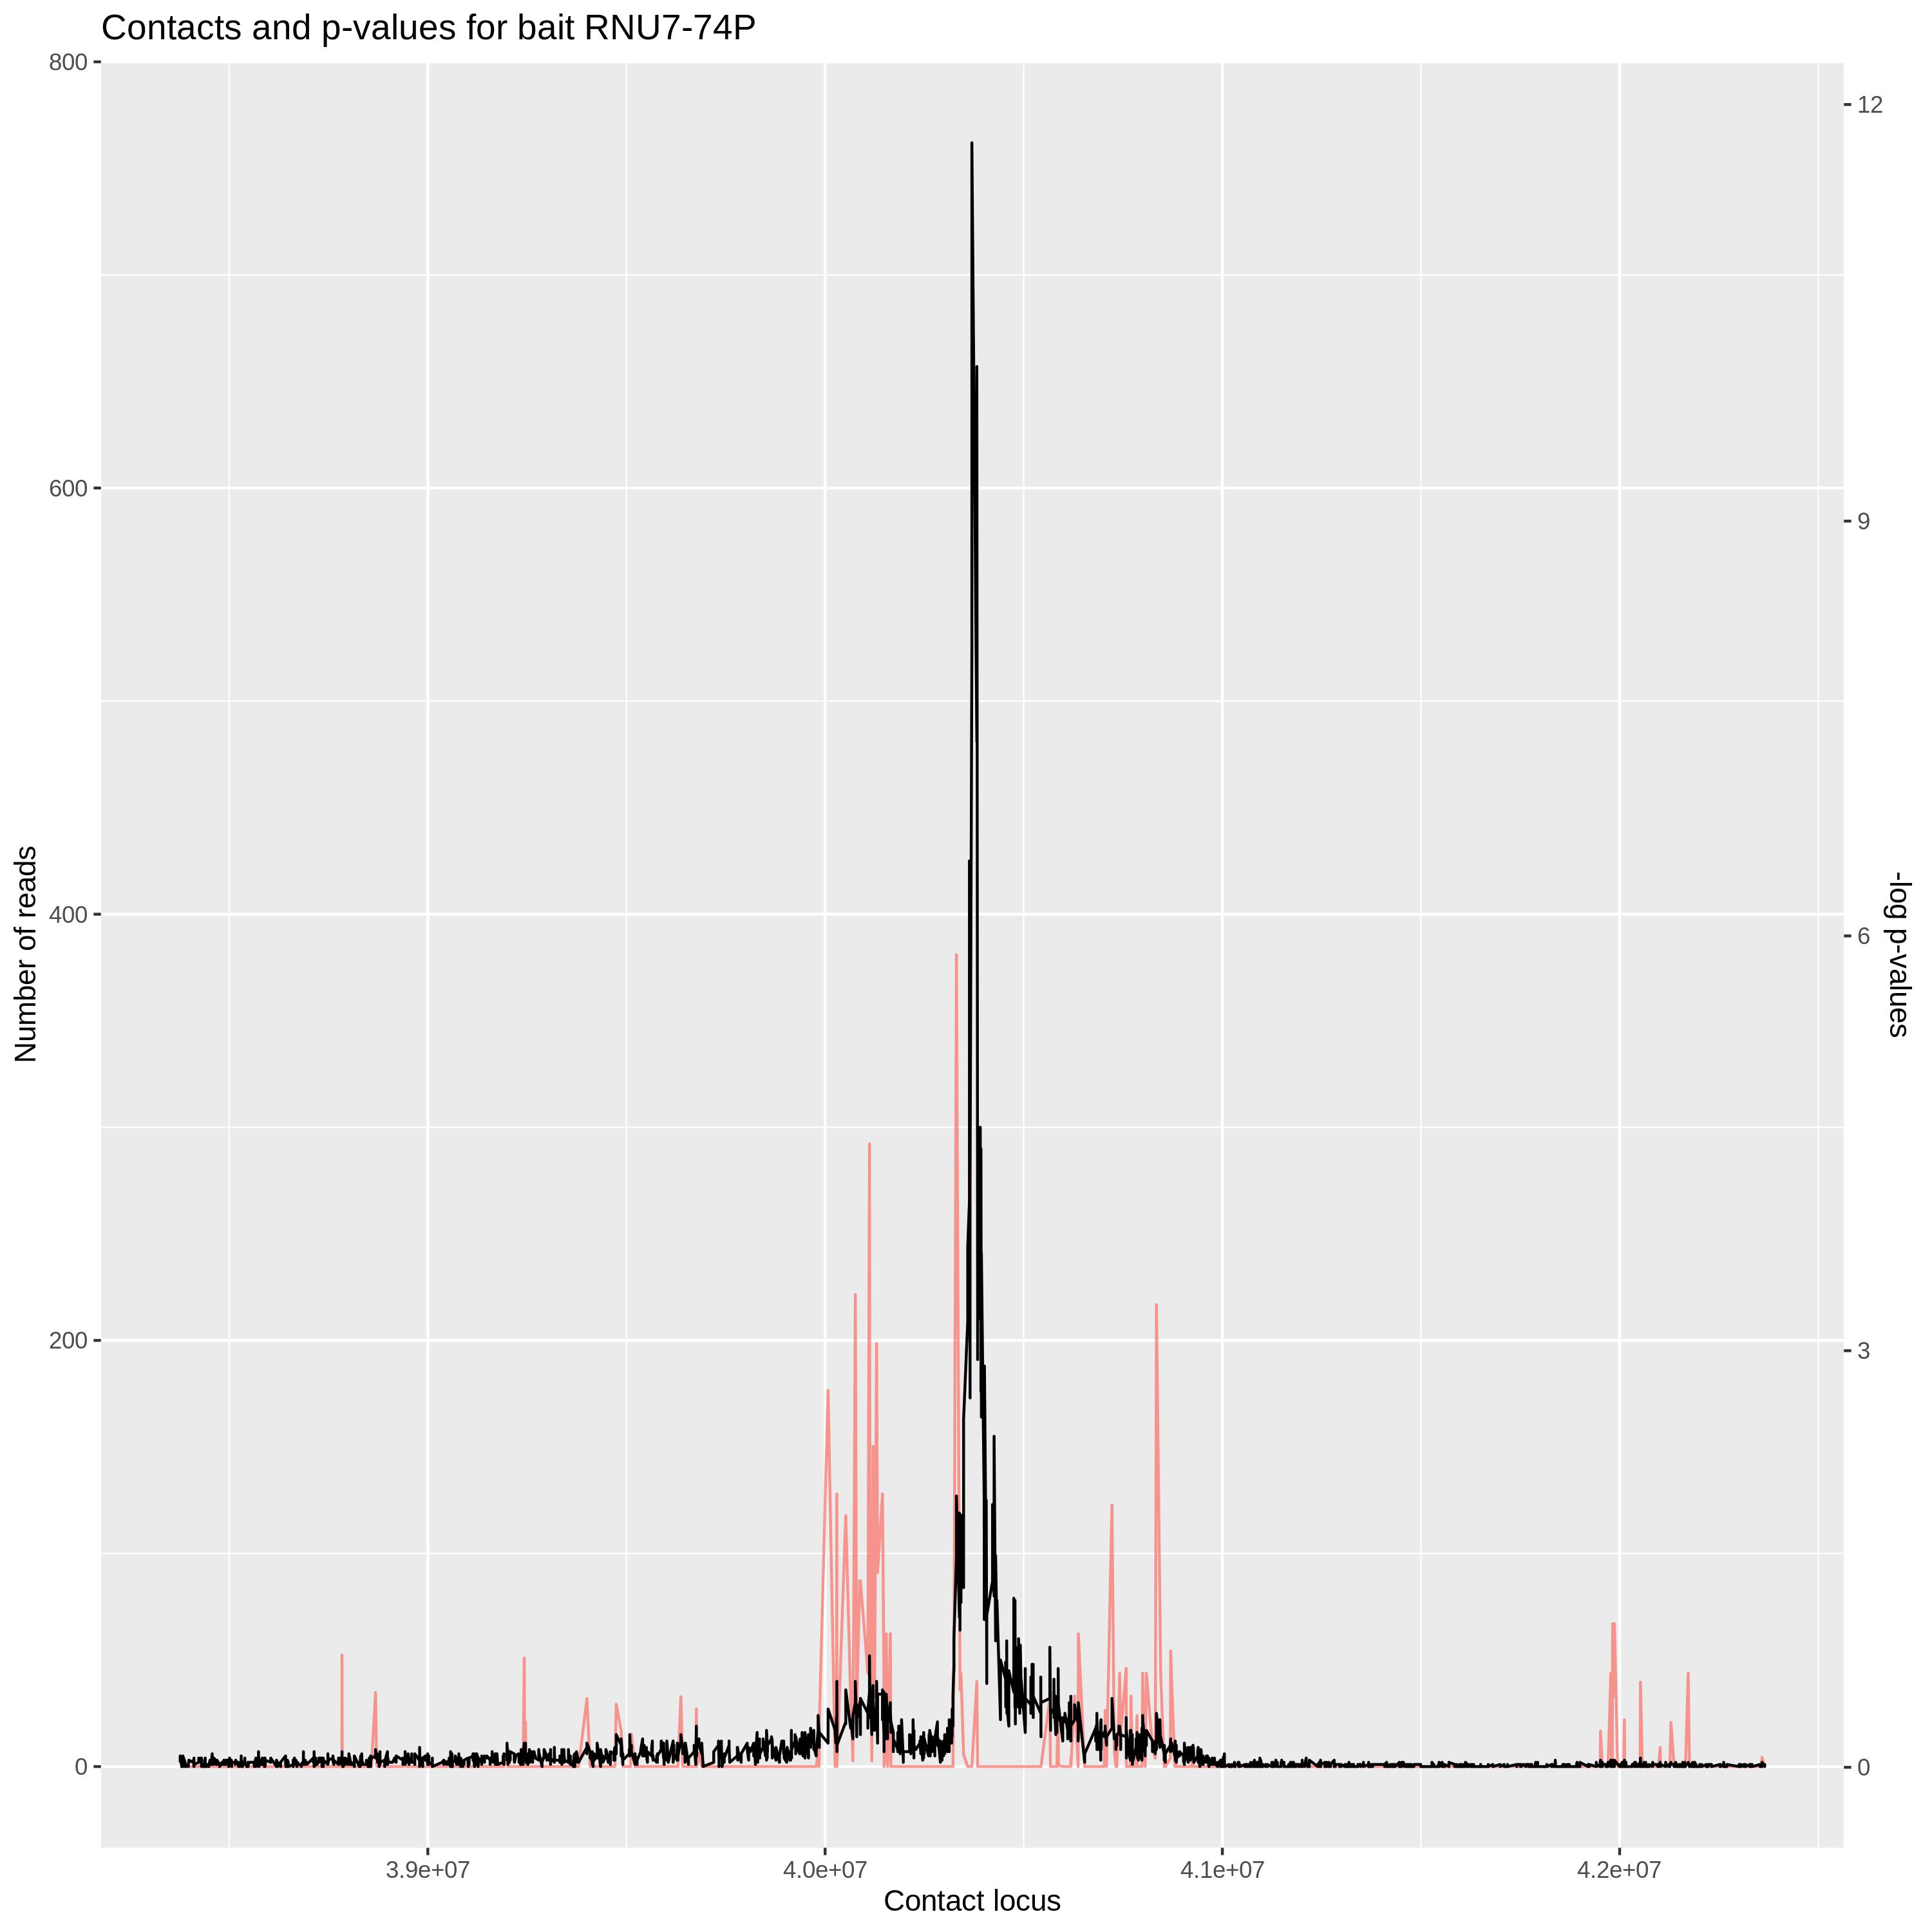 Contacts and p-values for bait RNU7-74P
800
600
400
200
0
Number of reads
12
9
6
3
0
-log p-values
3.9e+07
4.0e+07
4.1e+07
4.2e+07
Contact locus